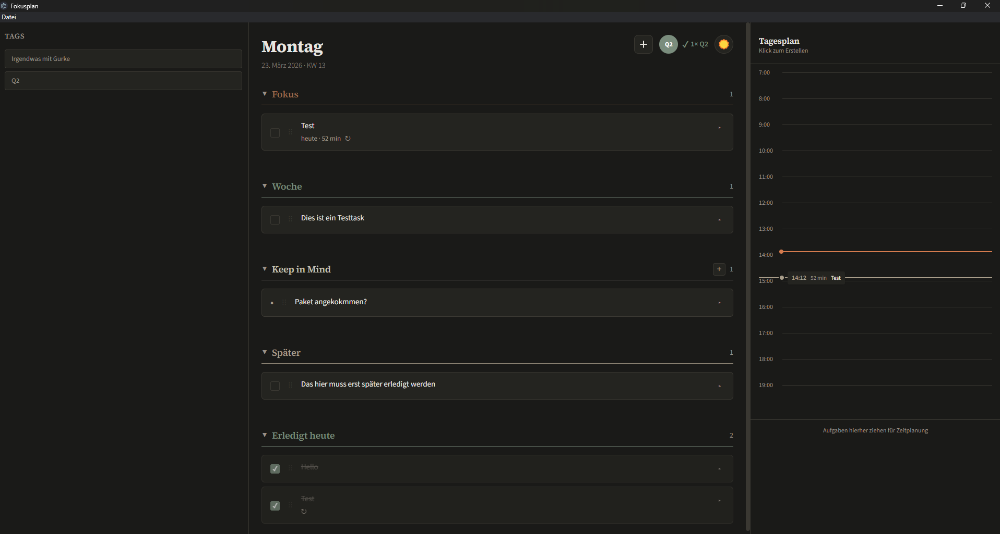 Fokusplan
Datei
TAGS
Irgendwas mit Gurke
Q2
Montag
23. März 2026 · KW 13
+
Q2
✓ 1× Q2
▼ Fokus 1
Test
heute · 52 min ↻
▼ Woche 1
Dies ist ein Testtask
▼ Keep in Mind + 1
Paket angekokmmen?
▼ Später 1
Das hier muss erst später erledigt werden
▼ Erledigt heute 2
Hello
Test
↻
Tagesplan
Klick zum Erstellen
7:00
8:00
9:00
10:00
11:00
12:00
13:00
14:00
14:12 52 min Test
15:00
16:00
17:00
18:00
19:00
Aufgaben hierher ziehen für Zeitplanung